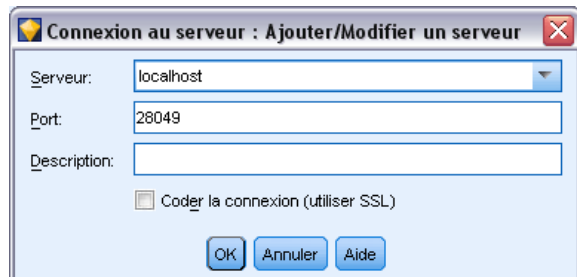 Connexion au serveur : Ajouter/Modifier un serveur
Serveur: localhost
Port: 28049
Description:
Coder la connexion (utiliser SSL)
OK Annuler Aide